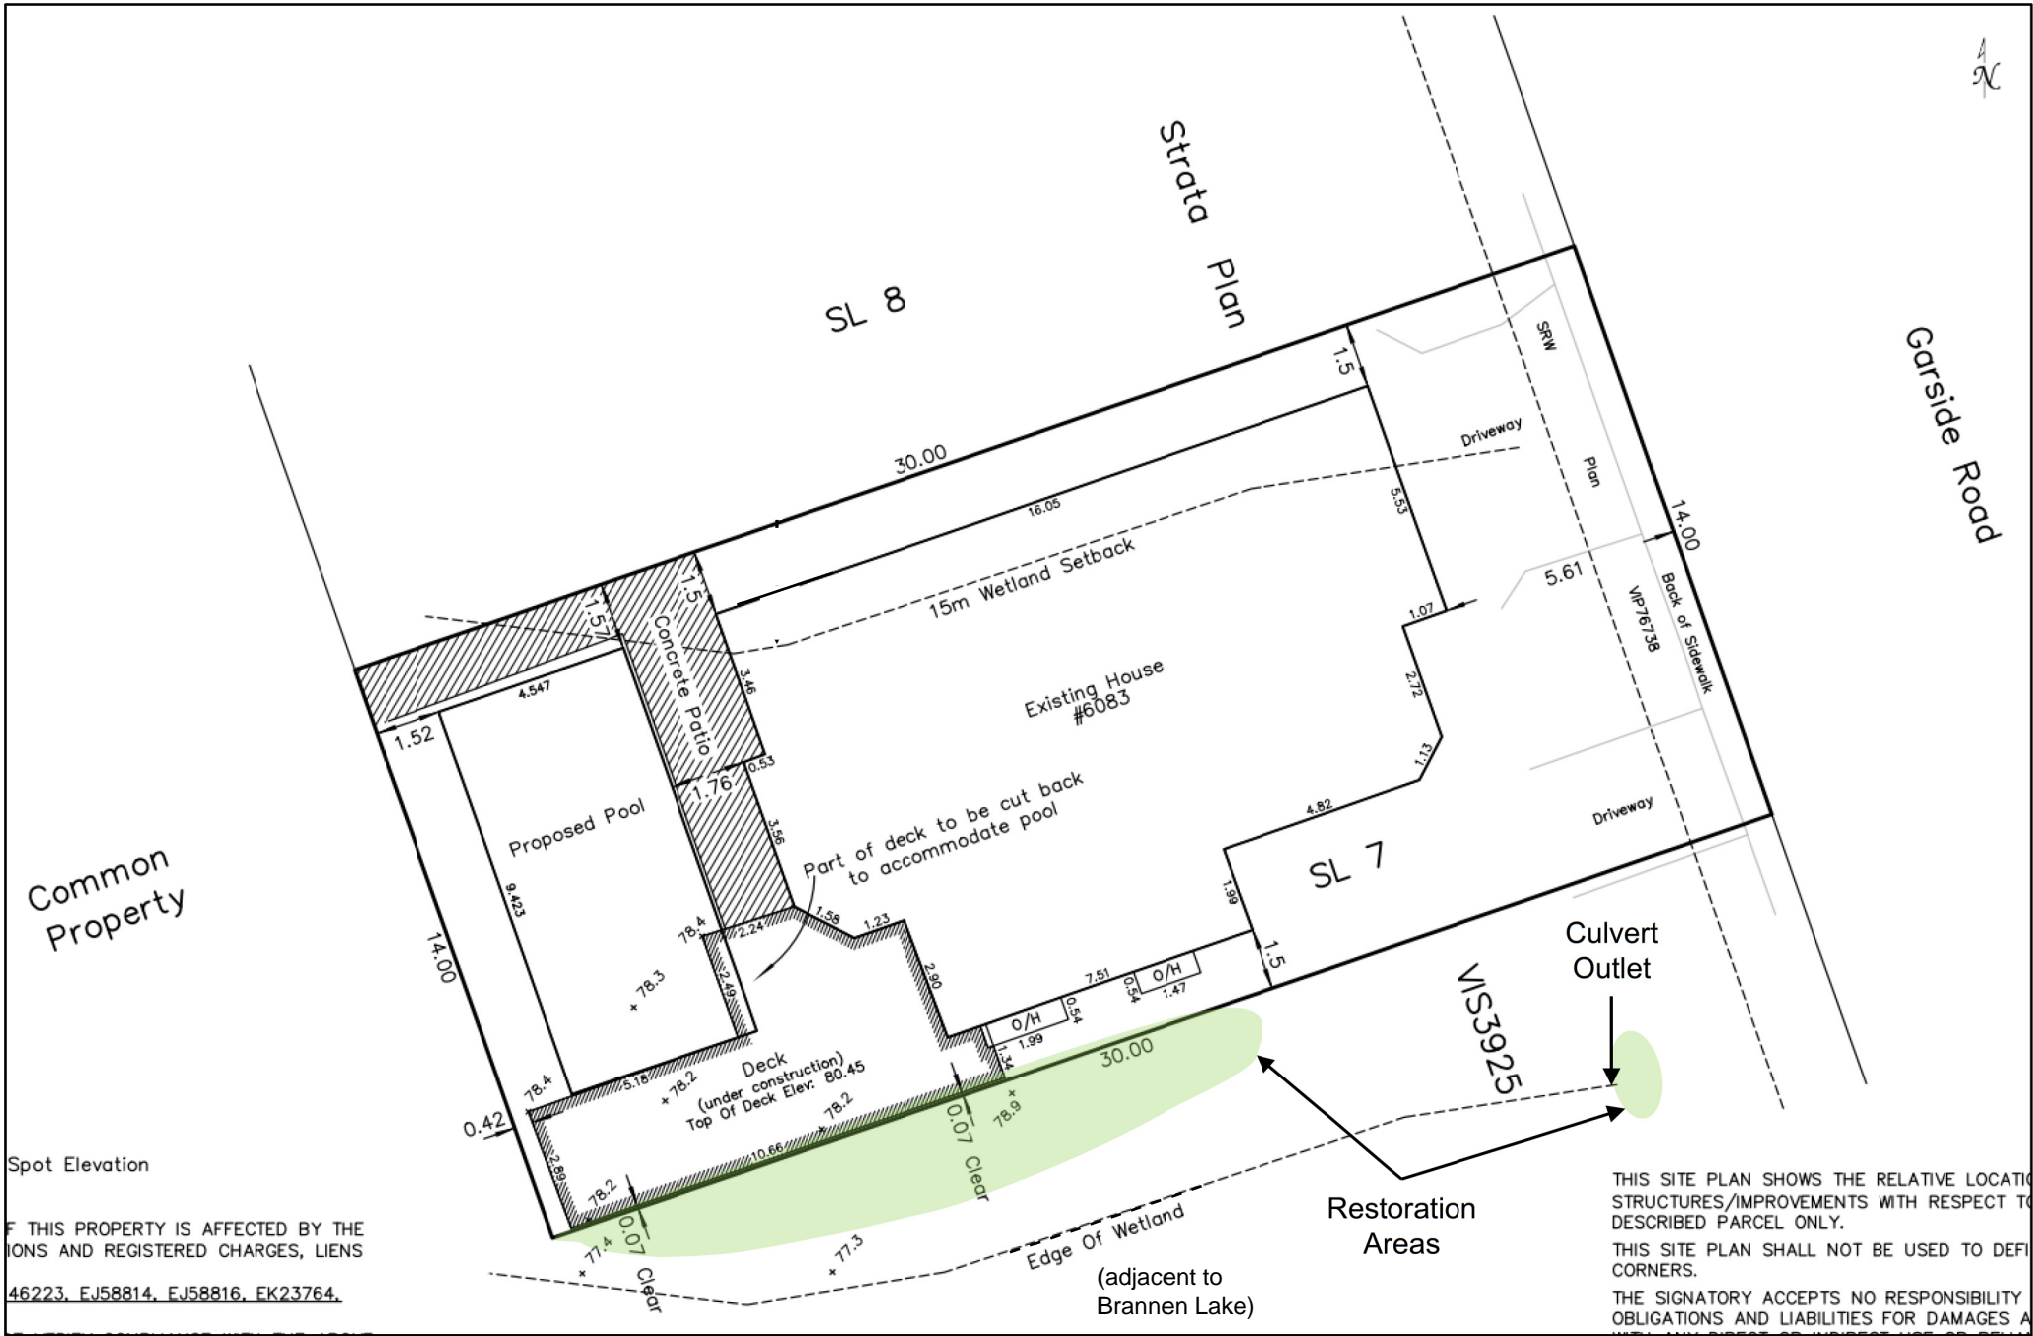 N
Strata Plan
SL 8
Garside Road
1.5
SRW
Driveway
30.00
16.05
5.53
Plan
14.00
15m Wetland Setback
5.61
1.5
1.57
Concrete Patio
1.07
VIP76738
Back of Sidewalk
3.46
4.547
Existing House
#6083
2.72
1.52
0.53
1.13
1.76
Proposed Pool
Part of deck to be cut back
to accommodate pool
3.56
4.82
Driveway
SL 7
Common
Property
9.423
1.99
78.4
2.24
1.58
1.23
14.00
Culvert
Outlet
1.5
2.90
7.51
O/H
0.54
1.47
78.3
2.49
VIS3925
O/H
0.54
1.99
1.34
30.00
Deck
(under construction)
Top Of Deck Elev: 80.45
78.4
5.18
78.2
78.2
78.9
0.42
0.07 Clear
10.66
2.89
78.2
Spot Elevation
THIS SITE PLAN SHOWS THE RELATIVE LOCATIO
STRUCTURES/IMPROVEMENTS WITH RESPECT TO
DESCRIBED PARCEL ONLY.
Restoration
Areas
Edge Of Wetland
F THIS PROPERTY IS AFFECTED BY THE
IONS AND REGISTERED CHARGES, LIENS
77.4
0.07 Clear
77.3
THIS SITE PLAN SHALL NOT BE USED TO DEFI
CORNERS.
(adjacent to
Brannen Lake)
46223, EJ58814, EJ58816, EK23764,
THE SIGNATORY ACCEPTS NO RESPONSIBILITY
OBLIGATIONS AND LIABILITIES FOR DAMAGES A